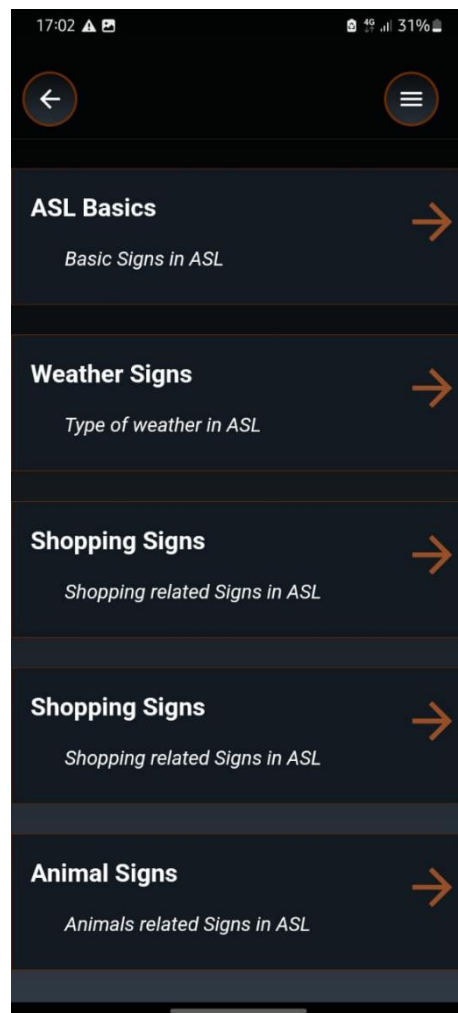 17:02 4G 31%
ASL Basics
Basic Signs in ASL
Weather Signs
Type of weather in ASL
Shopping Signs
Shopping related Signs in ASL
Shopping Signs
Shopping related Signs in ASL
Animal Signs
Animals related Signs in ASL